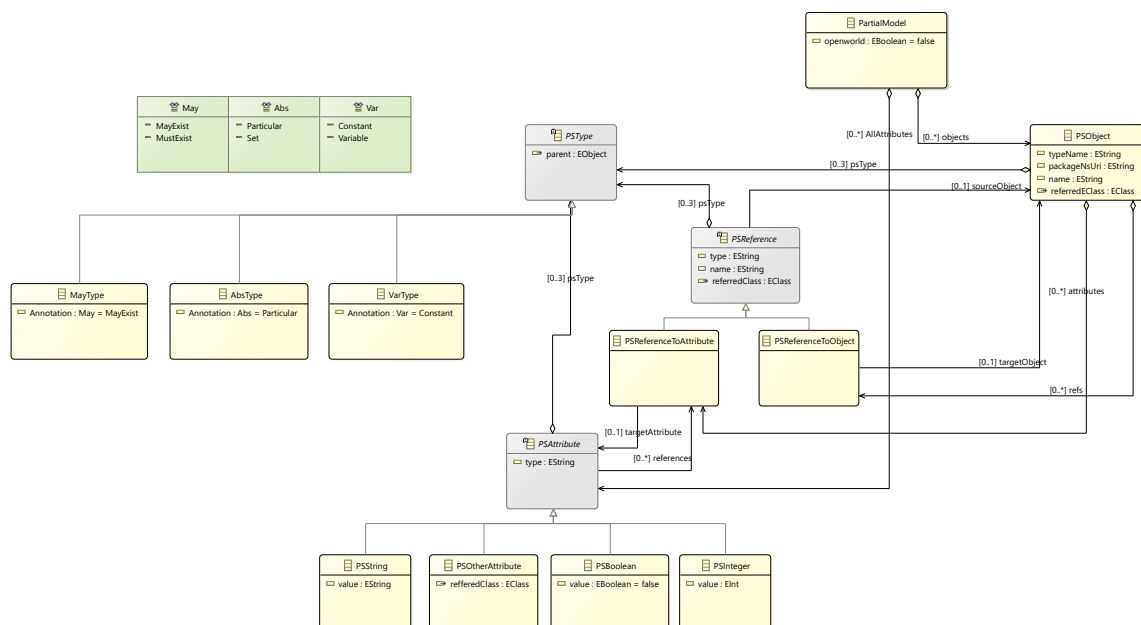 PartialModel
openworld : EBoolean = false
May
MayExist
MustExist
Abs
Particular
Set
Var
Constant
Variable
PSType
parent : EObject
[0..*] AllAttributes
[0..*] objects
PSObject
typeName : EString
packageNsUri : EString
name : EString
referredEClass : EClass
[0..3] psType
[0..1] sourceObject
[0..3] psType
PSReference
type : EString
name : EString
referredClass : EClass
[0..3] psType
[0..*] attributes
MayType
Annotation : May = MayExist
AbsType
Annotation : Abs = Particular
VarType
Annotation : Var = Constant
PSReferenceToAttribute
PSReferenceToObject
[0..1] targetObject
[0..*] refs
[0..1] targetAttribute
[0..*] references
PSAttribute
type : EString
PSString
value : EString
PSOtherAttribute
refferedClass : EClass
PSBoolean
value : EBoolean = false
PSInteger
value : EInt